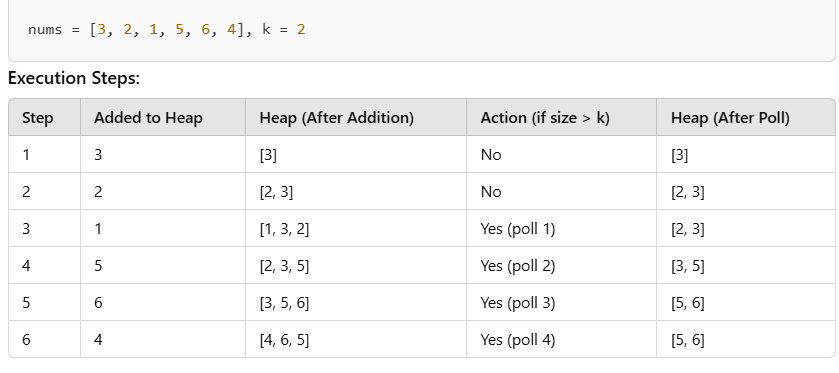 nums = [3, 2, 1, 5, 6, 4], k = 2
Execution Steps:
Step Added to Heap Heap (After Addition) Action (if size > k) Heap (After Poll)
1 3 [3] No [3]
2 2 [2, 3] No [2, 3]
3 1 [1, 3, 2] Yes (poll 1) [2, 3]
4 5 [2, 3, 5] Yes (poll 2) [3, 5]
5 6 [3, 5, 6] Yes (poll 3) [5, 6]
6 4 [4, 6, 5] Yes (poll 4) [5, 6]